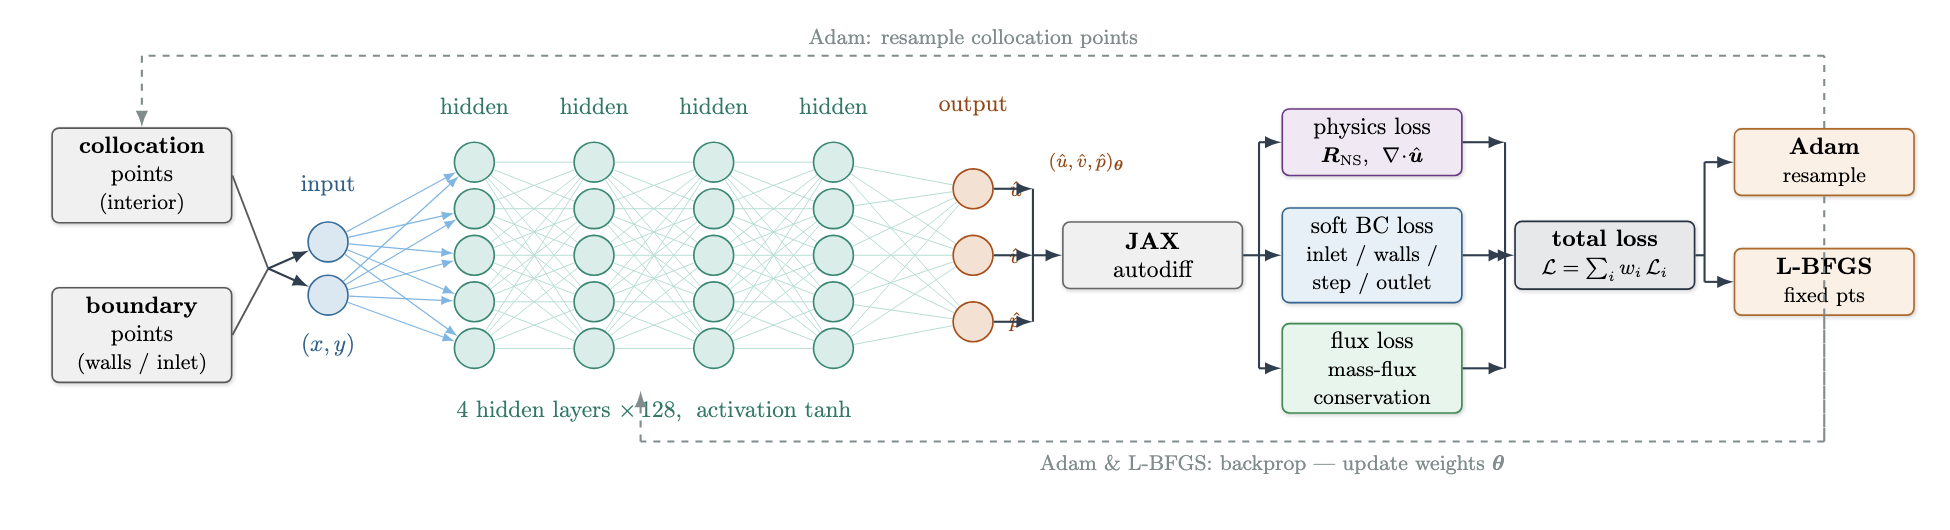 Adam: resample collocation points
collocation
points
(interior)
boundary
points
(walls / inlet)
input
(x, y)
hidden
hidden
hidden
hidden
output
4 hidden layers × 128, activation tanh
û
v̂
p̂
(û, v̂, p̂)θ
JAX
autodiff
physics loss
R_NS, ∇·û
soft BC loss
inlet / walls /
step / outlet
flux loss
mass-flux
conservation
total loss
ℒ = ∑ᵢ wᵢ ℒᵢ
Adam
resample
L-BFGS
fixed pts
Adam & L-BFGS: backprop — update weights θ